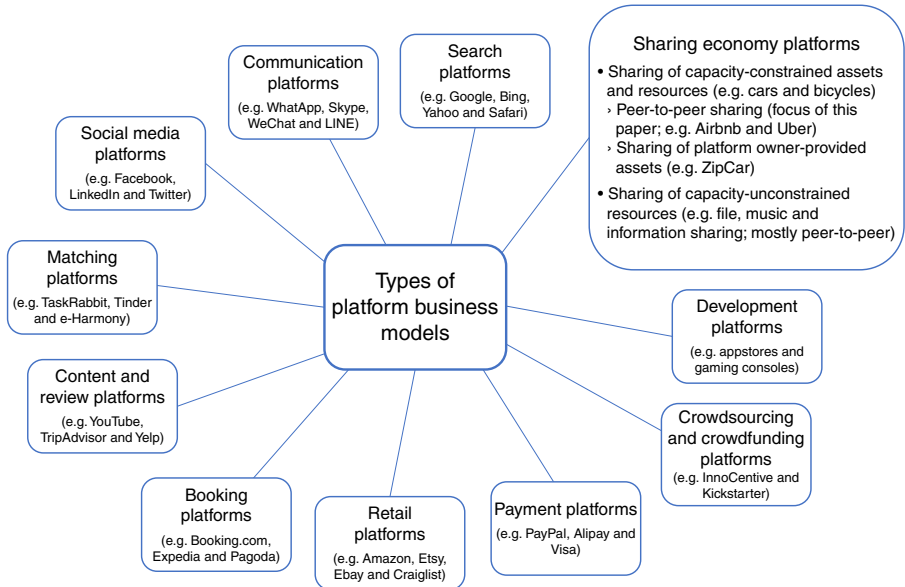 Types of
platform business
models
Search
platforms
(e.g. Google, Bing,
Yahoo and Safari)
Sharing economy platforms
• Sharing of capacity-constrained assets
and resources (e.g. cars and bicycles)
› Peer-to-peer sharing (focus of this
paper; e.g. Airbnb and Uber)
› Sharing of platform owner-provided
assets (e.g. ZipCar)
• Sharing of capacity-unconstrained
resources (e.g. file, music and
information sharing; mostly peer-to-peer)
Development
platforms
(e.g. appstores and
gaming consoles)
Crowdsourcing
and crowdfunding
platforms
(e.g. InnoCentive and
Kickstarter)
Payment platforms
(e.g. PayPal, Alipay and
Visa)
Retail
platforms
(e.g. Amazon, Etsy,
Ebay and Craiglist)
Booking
platforms
(e.g. Booking.com,
Expedia and Pagoda)
Content and
review platforms
(e.g. YouTube,
TripAdvisor and Yelp)
Matching
platforms
(e.g. TaskRabbit, Tinder
and e-Harmony)
Social media
platforms
(e.g. Facebook,
LinkedIn and Twitter)
Communication
platforms
(e.g. WhatApp, Skype,
WeChat and LINE)